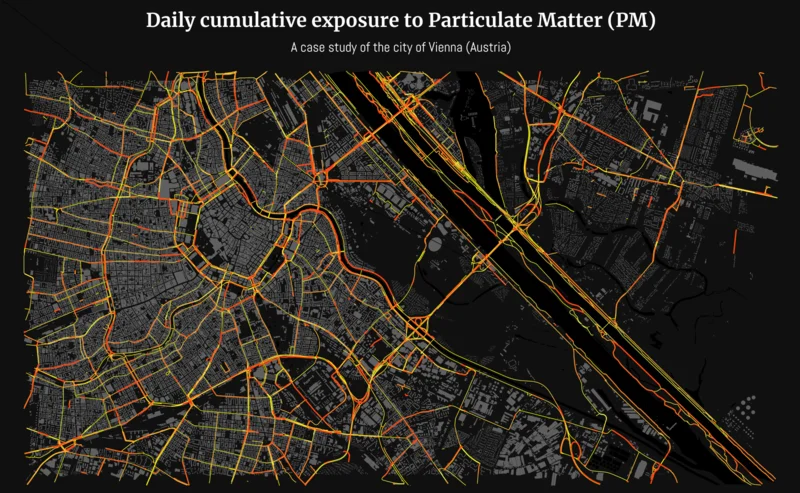 Daily cumulative exposure to Particulate Matter (PM)
A case study of the city of Vienna (Austria)